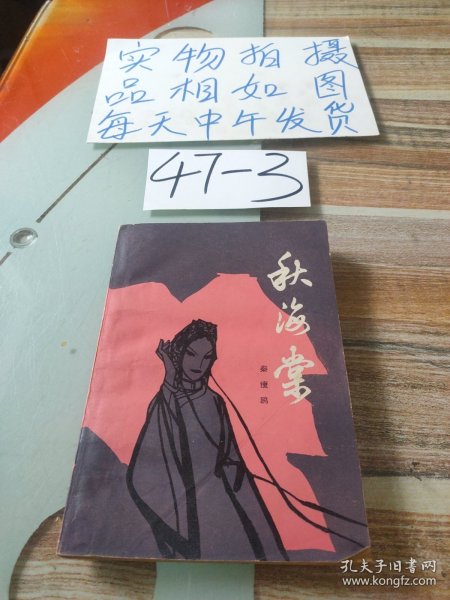 实物拍摄
品相如图
每天中午发货
47-3
秋海棠
秦瘦鸥
孔夫子旧书网
www.kongfz.com